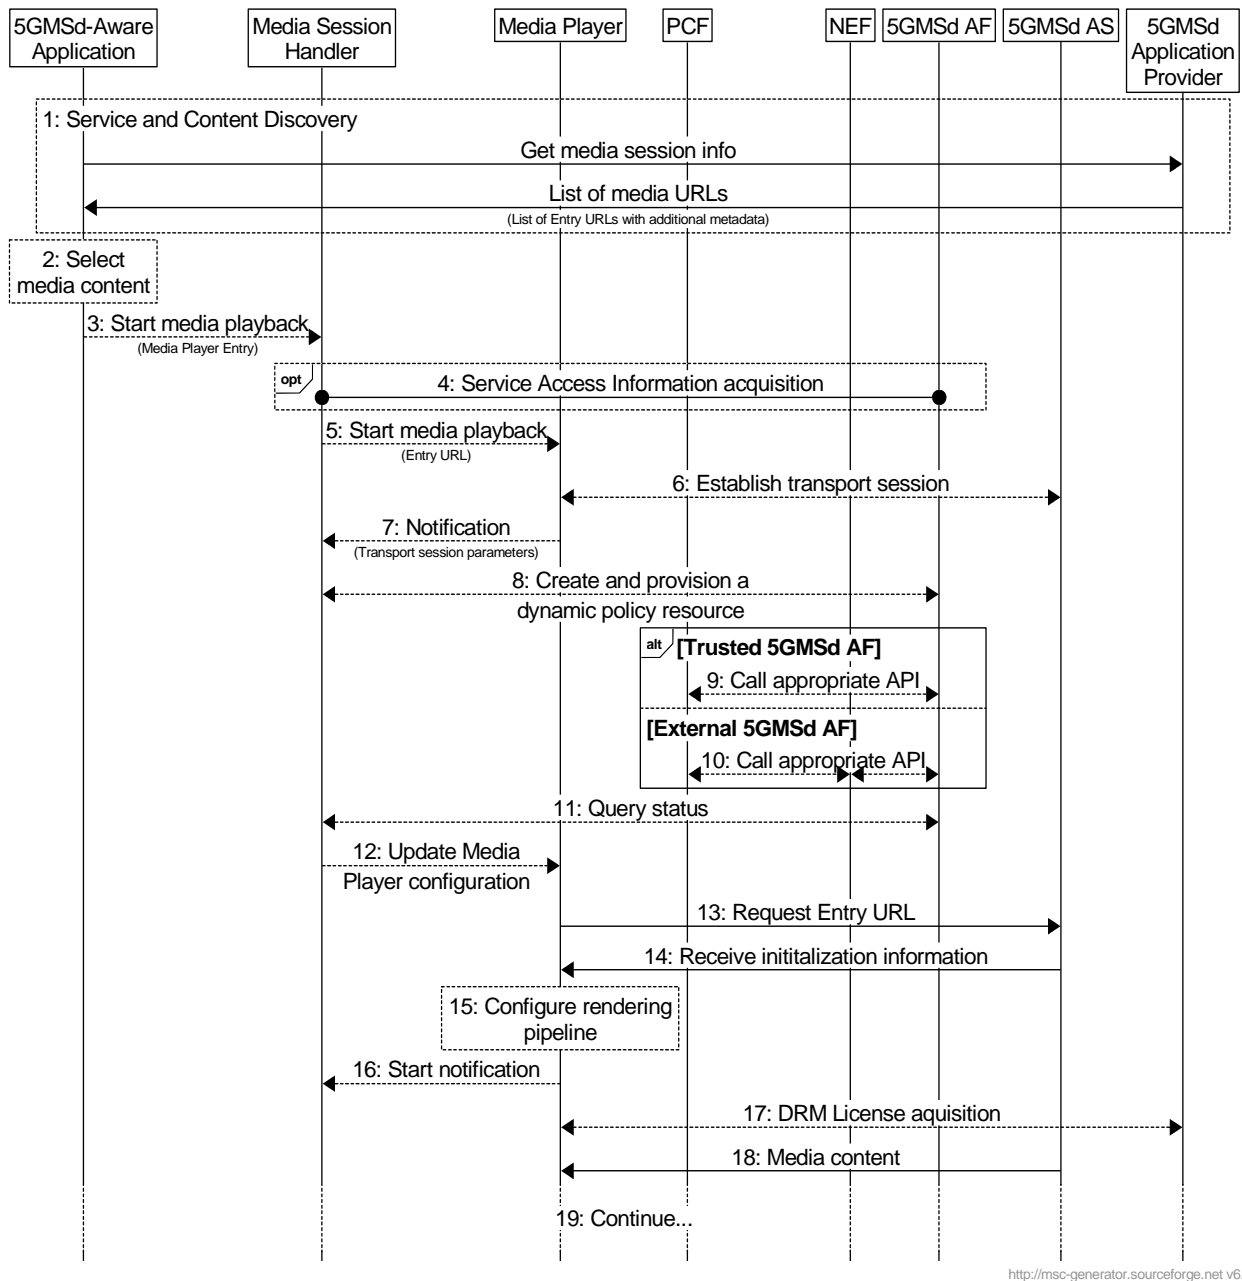 5GMSd-Aware
Application
Media Session
Handler
Media Player
PCF
NEF
5GMSd AF
5GMSd AS
5GMSd
Application
Provider
1: Service and Content Discovery
Get media session info
List of media URLs
(List of Entry URLs with additional metadata)
2: Select
media content
3: Start media playback
(Media Player Entry)
opt
4: Service Access Information acquisition
5: Start media playback
(Entry URL)
6: Establish transport session
7: Notification
(Transport session parameters)
8: Create and provision a
dynamic policy resource
alt
[Trusted 5GMSd AF]
9: Call appropriate API
[External 5GMSd AF]
10: Call appropriate API
11: Query status
12: Update Media
Player configuration
13: Request Entry URL
14: Receive inititalization information
15: Configure rendering
pipeline
16: Start notification
17: DRM License aquisition
18: Media content
19: Continue...
http://msc-generator.sourceforge.net v6